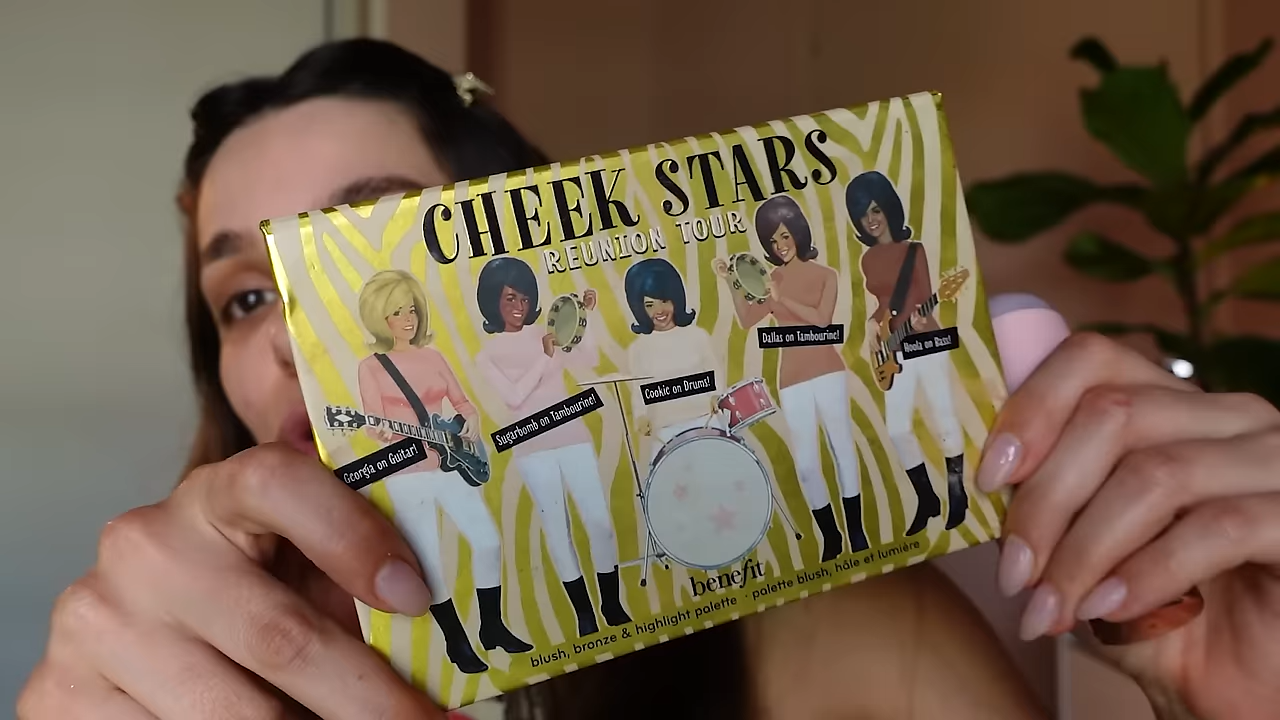 CHEEK STARS
REUNION TOUR
Georgia on Guitar!
Sugarbomb on Tambourine!
Cookie on Drums!
Dallas on Tambourine!
Hoola on Bass!
benefit
blush, bronze & highlight palette · palette blush, hâle et lumière